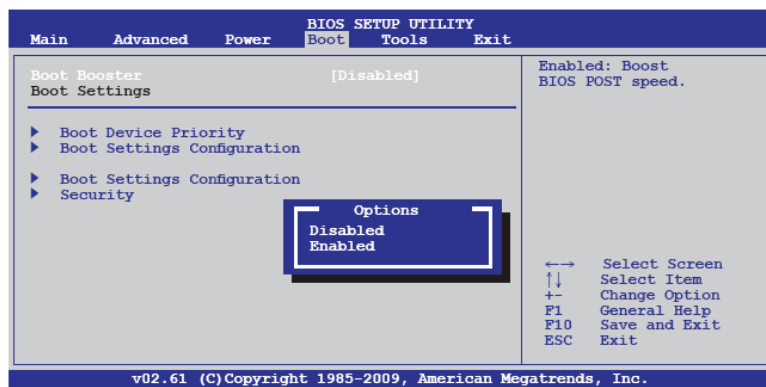 BIOS SETUP UTILITY
Main Advanced Power Boot Tools Exit
Boot Booster [Disabled]
Boot Settings
Boot Device Priority
Boot Settings Configuration
Boot Settings Configuration
Security
Options
Disabled
Enabled
Enabled: Boost
BIOS POST speed.
←→ Select Screen
↑↓ Select Item
+- Change Option
F1 General Help
F10 Save and Exit
ESC Exit
v02.61 (C)Copyright 1985-2009, American Megatrends, Inc.